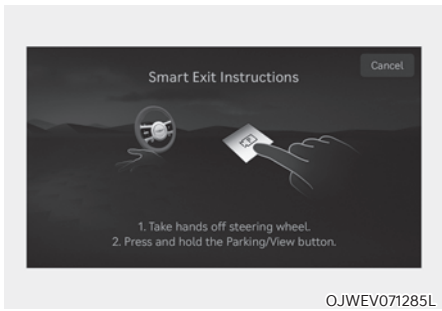 Cancel
Smart Exit Instructions
1. Take hands off steering wheel.
2. Press and hold the Parking/View button.
OJWEV071285L